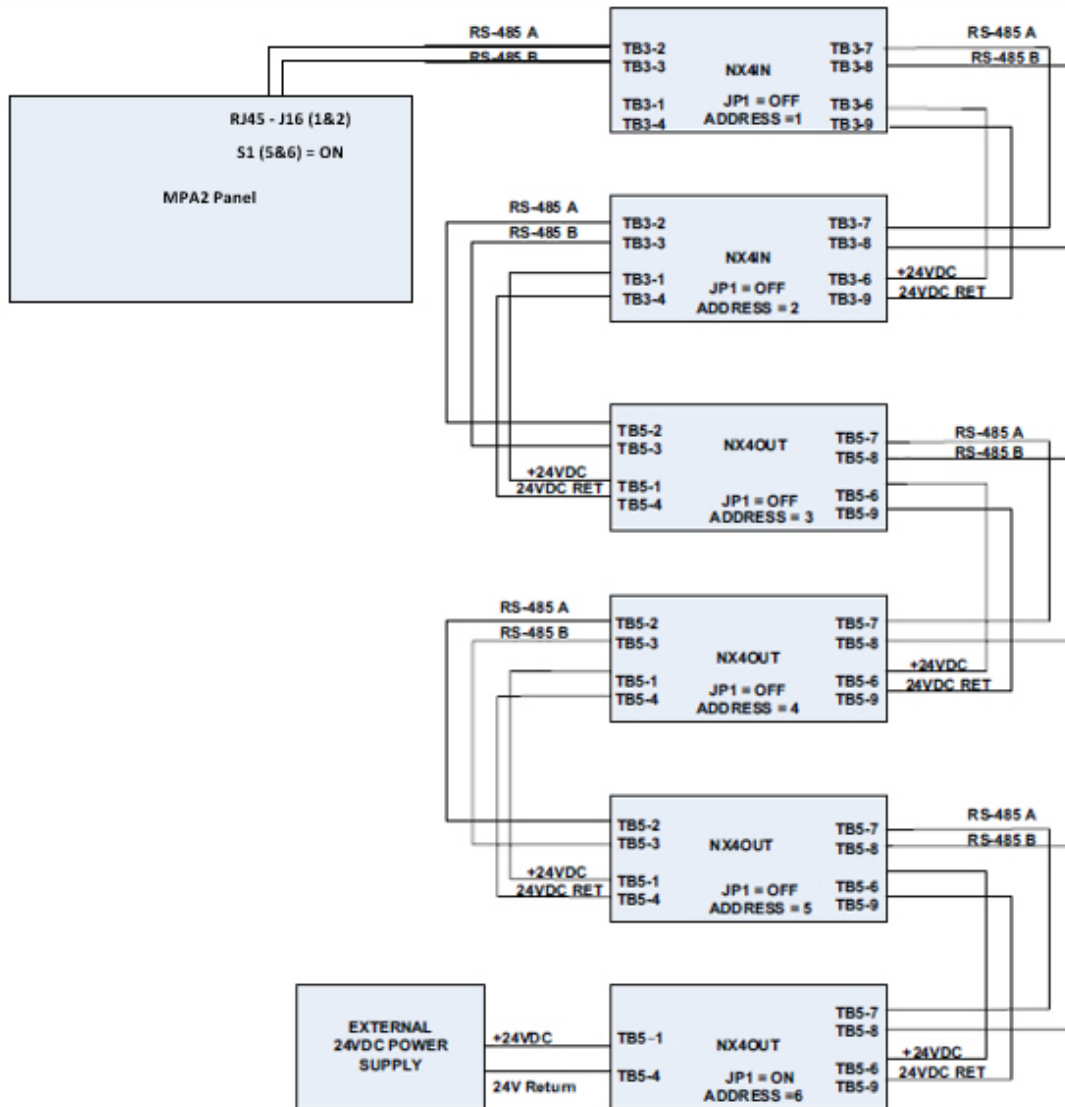 RS-485 A
RS-485 B
TB3-2
TB3-3
TB3-1
TB3-4
NX4IN
JP1 = OFF
ADDRESS =1
TB3-7
TB3-8
TB3-6
TB3-9
RS-485 A
RS-485 B
RJ45 - J16 (1&2)
S1 (5&6) = ON
MPA2 Panel
RS-485 A
RS-485 B
TB3-2
TB3-3
TB3-1
TB3-4
NX4IN
JP1 = OFF
ADDRESS = 2
TB3-7
TB3-8
TB3-6
TB3-9
+24VDC
24VDC RET
TB5-2
TB5-3
+24VDC
24VDC RET
TB5-1
TB5-4
NX4OUT
JP1 = OFF
ADDRESS = 3
TB5-7
TB5-8
TB5-6
TB5-9
RS-485 A
RS-485 B
RS-485 A
RS-485 B
TB5-2
TB5-3
TB5-1
TB5-4
NX4OUT
JP1 = OFF
ADDRESS = 4
TB5-7
TB5-8
TB5-6
TB5-9
+24VDC
24VDC RET
TB5-2
TB5-3
+24VDC
24VDC RET
TB5-1
TB5-4
NX4OUT
JP1 = OFF
ADDRESS = 5
TB5-7
TB5-8
TB5-6
TB5-9
RS-485 A
RS-485 B
EXTERNAL
24VDC POWER
SUPPLY
+24VDC
24V Return
TB5-1
TB5-4
NX4OUT
JP1 = ON
ADDRESS =6
TB5-7
TB5-8
TB5-6
TB5-9
+24VDC
24VDC RET